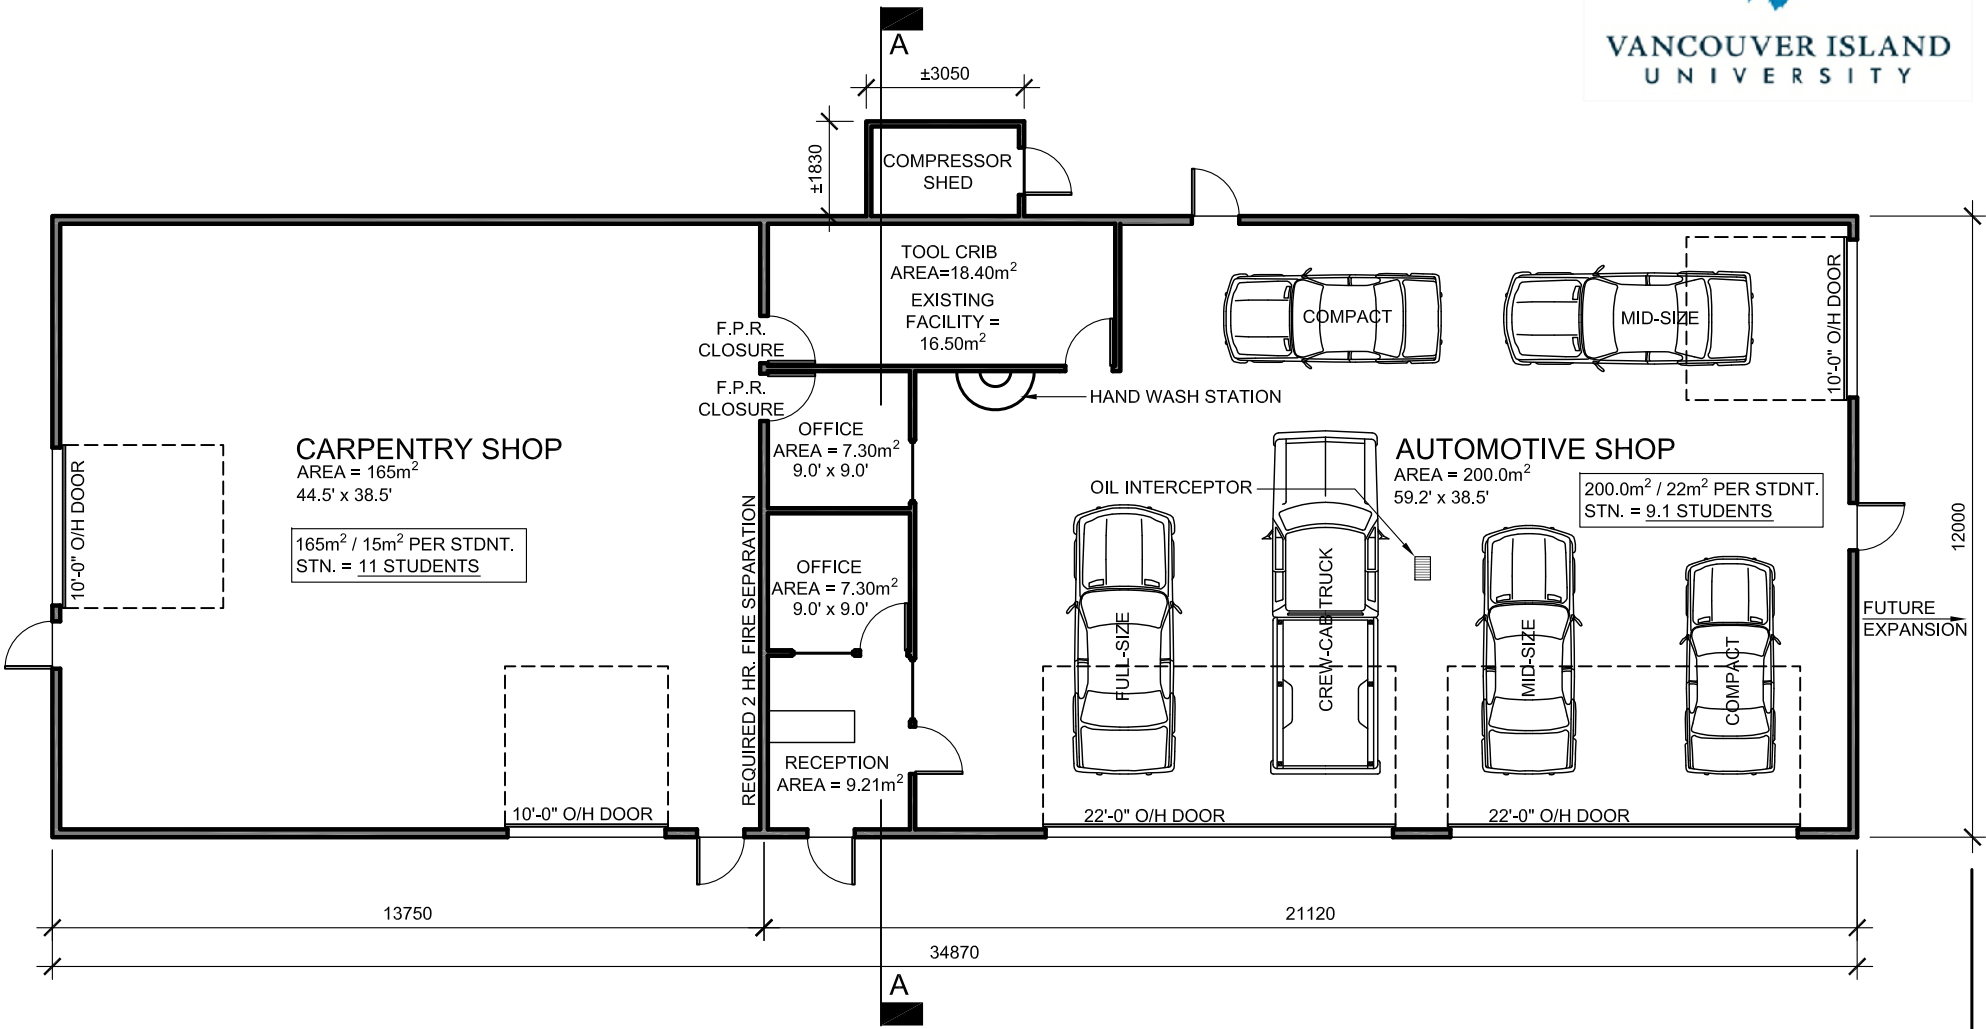 A
VANCOUVER ISLAND
UNIVERSITY
±3050
±1830
COMPRESSOR
SHED
TOOL CRIB
AREA=18.40m²
EXISTING
FACILITY =
16.50m²
F.P.R.
CLOSURE
F.P.R.
CLOSURE
HAND WASH STATION
COMPACT
MID-SIZE
10'-0" O/H DOOR
CARPENTRY SHOP
AREA = 165m²
44.5' x 38.5'
165m² / 15m² PER STDNT.
STN. = 11 STUDENTS
10'-0" O/H DOOR
10'-0" O/H DOOR
REQUIRED 2 HR. FIRE SEPARATION
OFFICE
AREA = 7.30m²
9.0' x 9.0'
OFFICE
AREA = 7.30m²
9.0' x 9.0'
RECEPTION
AREA = 9.21m²
AUTOMOTIVE SHOP
AREA = 200.0m²
59.2' x 38.5'
200.0m² / 22m² PER STDNT.
STN. = 9.1 STUDENTS
OIL INTERCEPTOR
FULL-SIZE
CREW-CAB TRUCK
MID-SIZE
COMPACT
22'-0" O/H DOOR
22'-0" O/H DOOR
12000
FUTURE
EXPANSION
13750
21120
34870
A